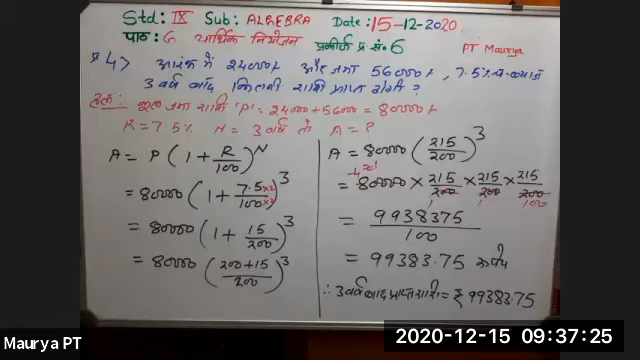 Std: IX Sub: ALGEBRA Date: 15-12-2020
पाठ: 6 आर्थिक नियोजन प्रकीर्ण प्र सं. 6 PT Maurya
प्र 4> 24000/- और 56000/-, 7.5%
3 वर्ष बाद कितनी राशी प्राप्त होगी ?
हल: कुल जमा राशी 'P' = 24000 + 56000 = 80000/-
R = 7.5% N = 3 वर्ष तो A = ?
A = P (1 + R/100)^N
= 80000 (1 + 7.5×2/100×2)^3
= 80000 (1 + 15/200)^3
= 80000 (200+15/200)^3
A = 80000 (215/200)^3
= 80000 × 215/200 × 215/200 × 215/200
= 9938375/100
= 99383.75 रुपये
∴ 3 वर्ष बाद प्राप्त राशी = ₹ 99383.75
Maurya PT
2020-12-15 09:37:25